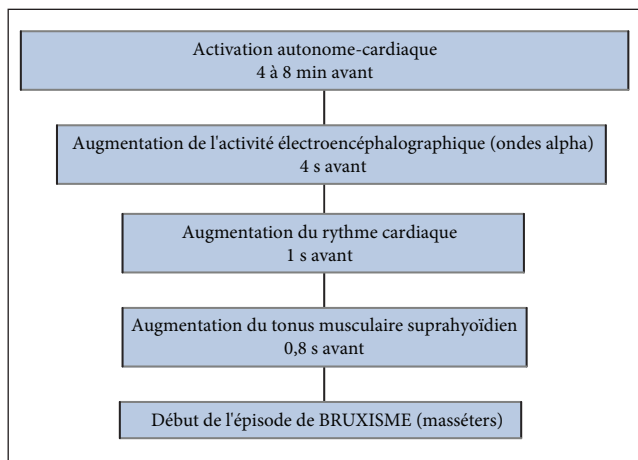 Activation autonome-cardiaque
4 à 8 min avant
Augmentation de l'activité électroencéphalographique (ondes alpha)
4 s avant
Augmentation du rythme cardiaque
1 s avant
Augmentation du tonus musculaire suprahyoïdien
0,8 s avant
Début de l'épisode de BRUXISME (masséters)